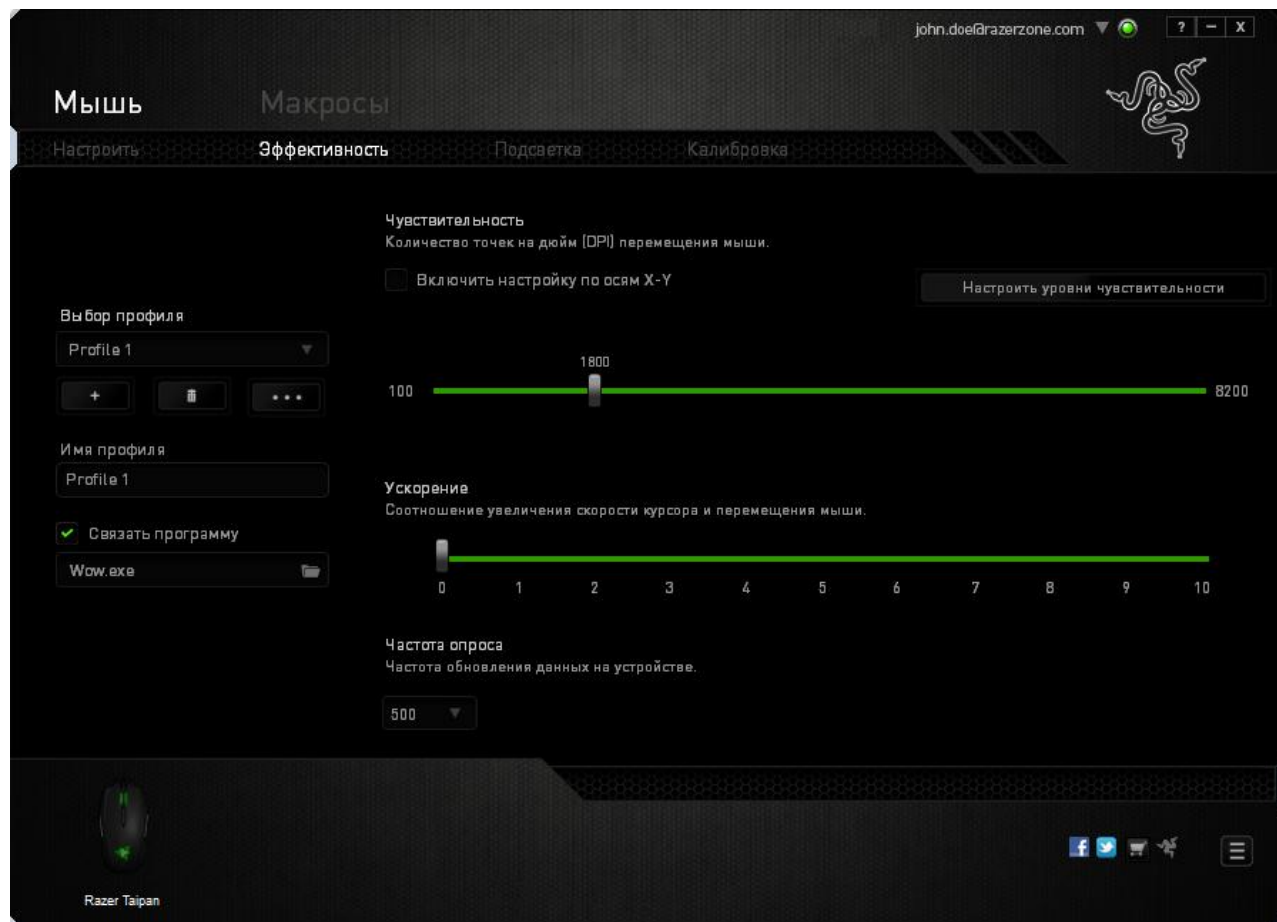 john.doe@razerzone.com
? – X
Мышь Макросы
Настроить Эффективность Подсветка Калибровка
Чувствительность
Количество точек на дюйм (DPI) перемещения мыши.
Включить настройку по осям X-Y
Настроить уровни чувствительности
Выбор профиля
Profile 1
1800
100 8200
+ •••
Имя профиля
Profile 1
Ускорение
Соотношение увеличения скорости курсора и перемещения мыши.
Связать программу
Wow.exe
0 1 2 3 4 5 6 7 8 9 10
Частота опроса
Частота обновления данных на устройстве.
500
Razer Taipan